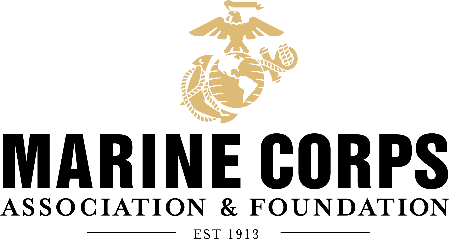 MARINE CORPS
ASSOCIATION & FOUNDATION
EST 1913